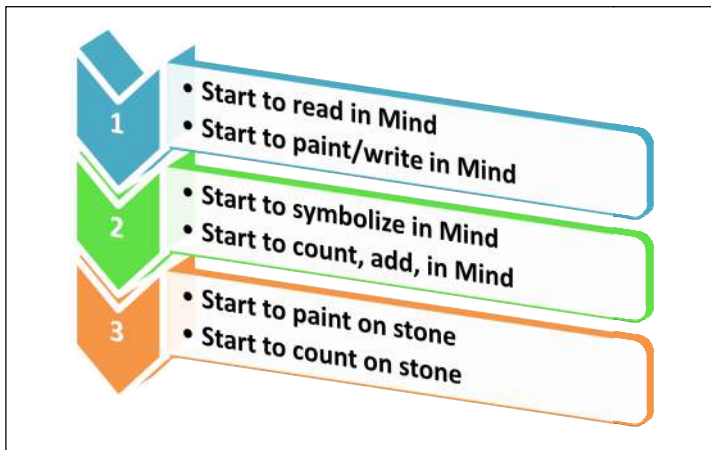 1
• Start to read in Mind
• Start to paint/write in Mind
2
• Start to symbolize in Mind
• Start to count, add, in Mind
3
• Start to paint on stone
• Start to count on stone